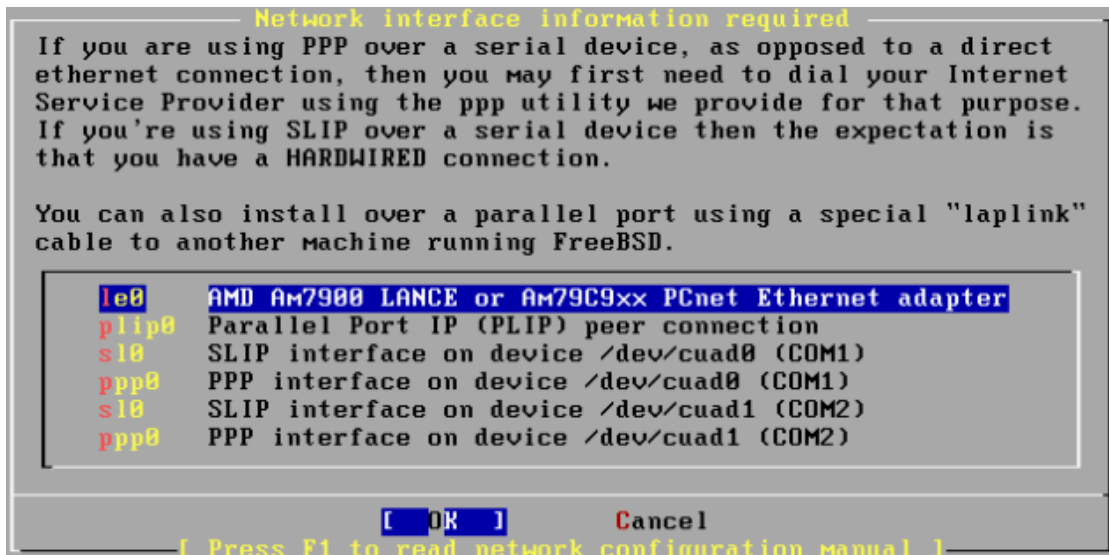 Network interface information required
If you are using PPP over a serial device, as opposed to a direct
ethernet connection, then you may first need to dial your Internet
Service Provider using the ppp utility we provide for that purpose.
If you're using SLIP over a serial device then the expectation is
that you have a HARDWIRED connection.
You can also install over a parallel port using a special "laplink"
cable to another machine running FreeBSD.
le0 AMD Am7900 LANCE or Am79C9xx PCnet Ethernet adapter
plip0 Parallel Port IP (PLIP) peer connection
sl0 SLIP interface on device /dev/cuad0 (COM1)
ppp0 PPP interface on device /dev/cuad0 (COM1)
sl0 SLIP interface on device /dev/cuad1 (COM2)
ppp0 PPP interface on device /dev/cuad1 (COM2)
[ OK ] Cancel
[ Press F1 to read network configuration manual ]